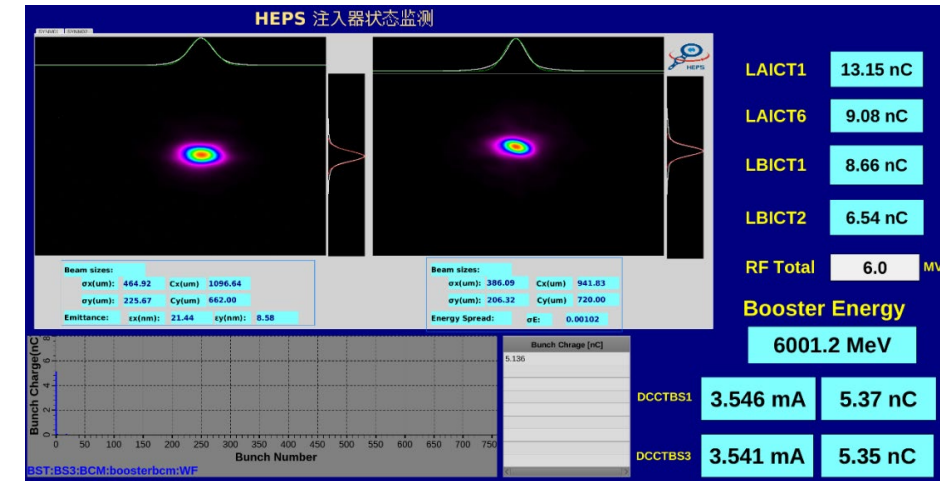 HEPS 注入器状态监测
HEPS
Beam sizes:
σx(um): 464.92 Cx(um) 1096.64
σy(um): 225.67 Cy(um) 662.00
Emittance: εx(nm): 21.44 εy(nm): 8.58
Beam sizes:
σx(um): 386.09 Cx(um) 941.83
σy(um): 206.32 Cy(um) 720.00
Energy Spread: σE: 0.00102
LAICT1 13.15 nC
LAICT6 9.08 nC
LBICT1 8.66 nC
LBICT2 6.54 nC
RF Total 6.0 MV
Booster Energy
6001.2 MeV
DCCTBS1 3.546 mA 5.37 nC
DCCTBS3 3.541 mA 5.35 nC
Bunch Charge(nC
8
6
4
2
0
0 50 100 150 200 250 300 350 400 450 500 550 600 650 700 750
Bunch Number
BST:BS3:BCM:boosterbcm:WF
Bunch Chrage [nC]
5.136